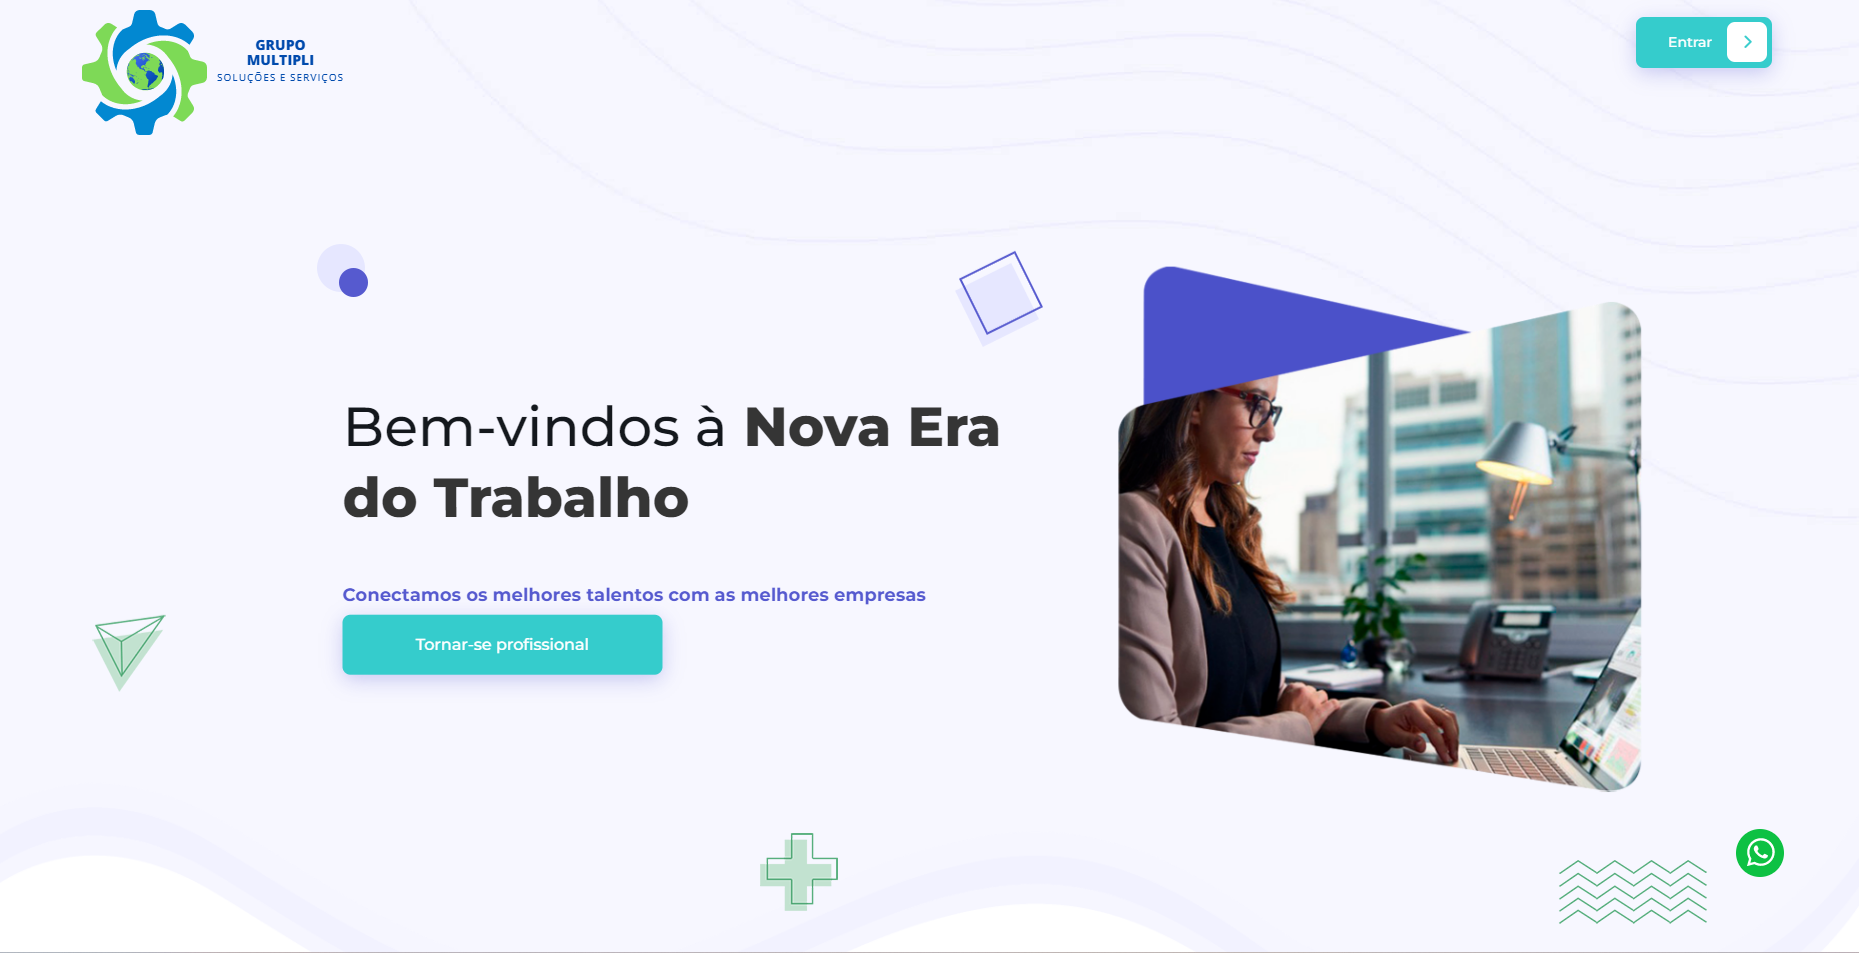 GRUPO
MULTIPLI
SOLUÇÕES E SERVIÇOS
Entrar
Bem-vindos à Nova Era
do Trabalho
Conectamos os melhores talentos com as melhores empresas
Tornar-se profissional